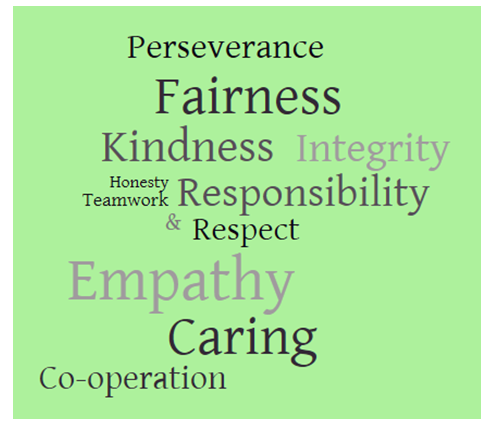 Perseverance
Fairness
Kindness Integrity
Honesty
Teamwork Responsibility
& Respect
Empathy
Caring
Co-operation